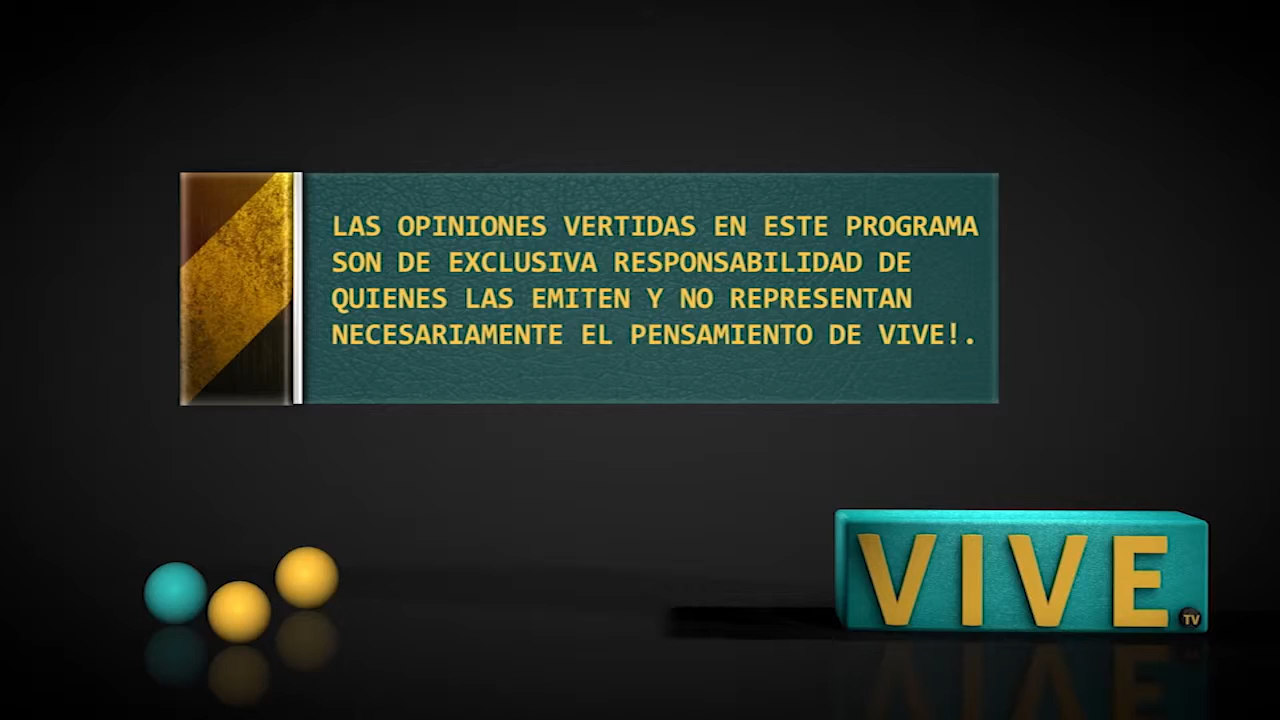 LAS OPINIONES VERTIDAS EN ESTE PROGRAMA
SON DE EXCLUSIVA RESPONSABILIDAD DE
QUIENES LAS EMITEN Y NO REPRESENTAN
NECESARIAMENTE EL PENSAMIENTO DE VIVE!.
VIVE
TV